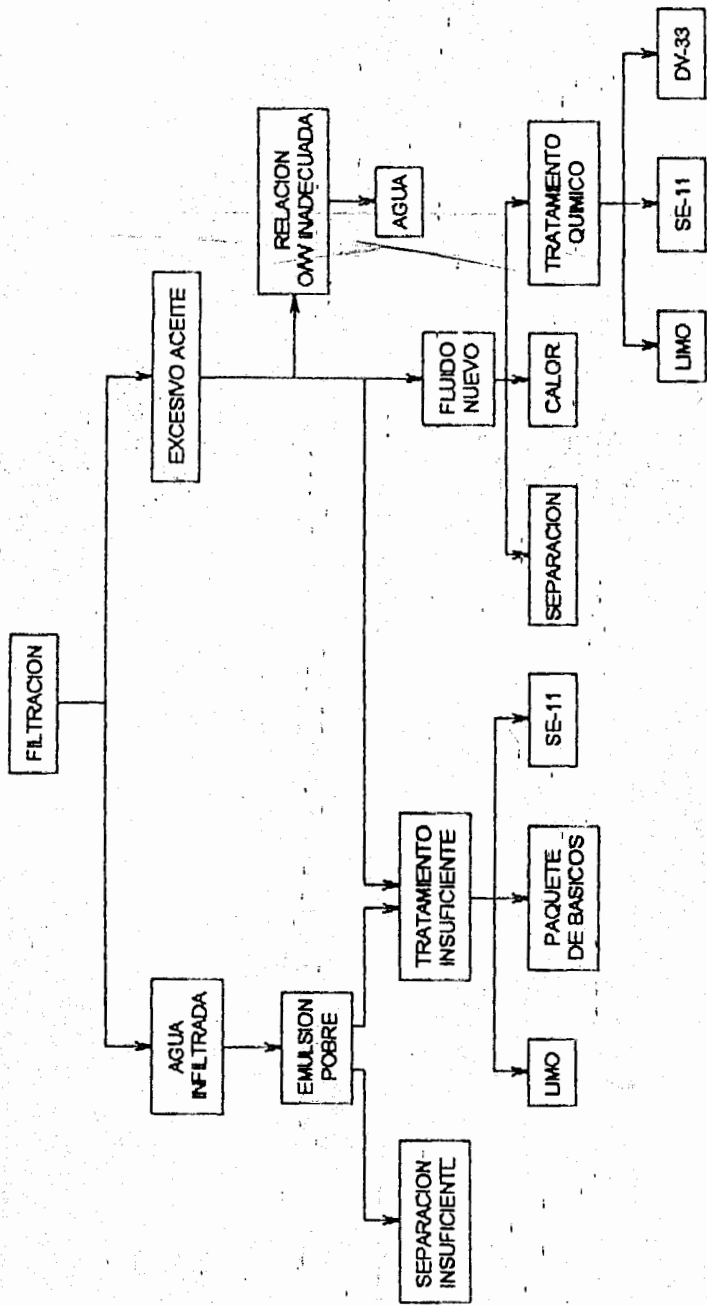 FILTRACION
AGUA
INFILTRADA
EXCESIVO ACEITE
EMULSION
POBRE
RELACION
O/W INADECUADA
AGUA
SEPARACION
INSUFICIENTE
TRATAMIENTO
INSUFICIENTE
FLUIDO
NUEVO
LIMO
PAQUETE
DE BASICOS
SE-11
SEPARACION
CALOR
TRATAMIENTO
QUIMICO
LIMO
SE-11
DV-33